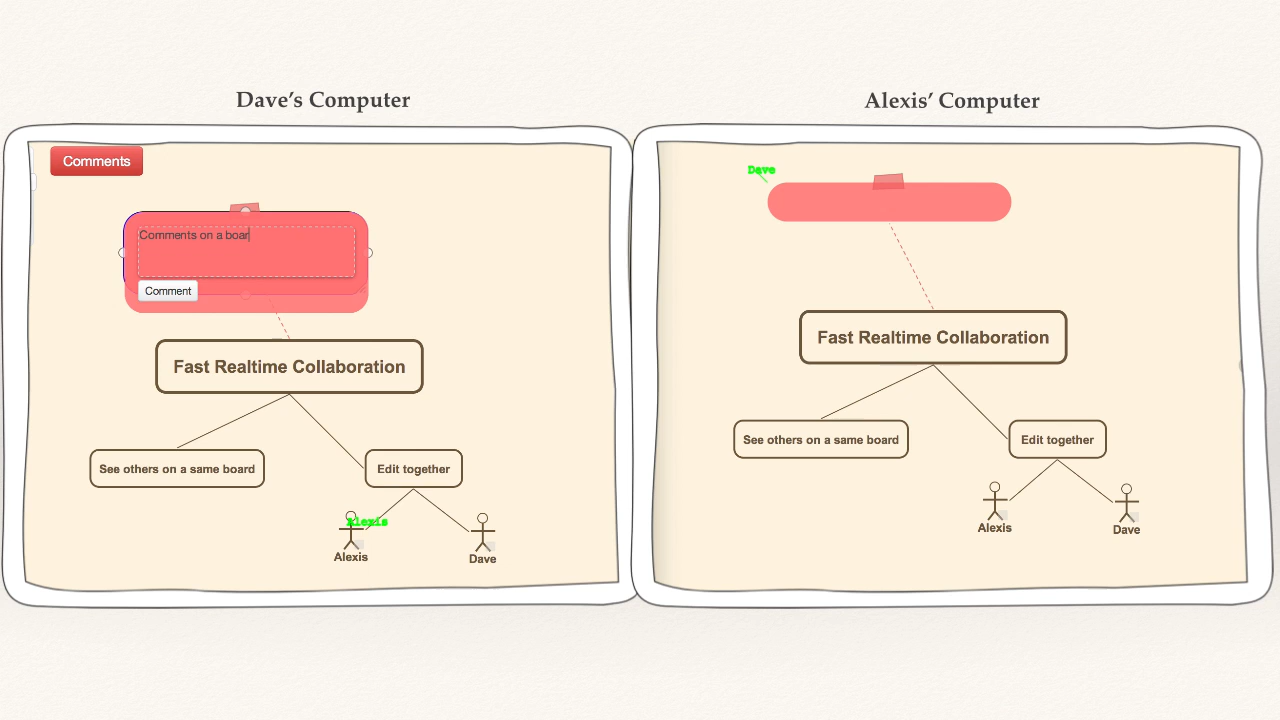 Dave's Computer
Comments
Comments on a boar
Comment
Fast Realtime Collaboration
See others on a same board
Edit together
Alexis
Alexis
Dave
Alexis' Computer
Dave
Fast Realtime Collaboration
See others on a same board
Edit together
Alexis
Dave